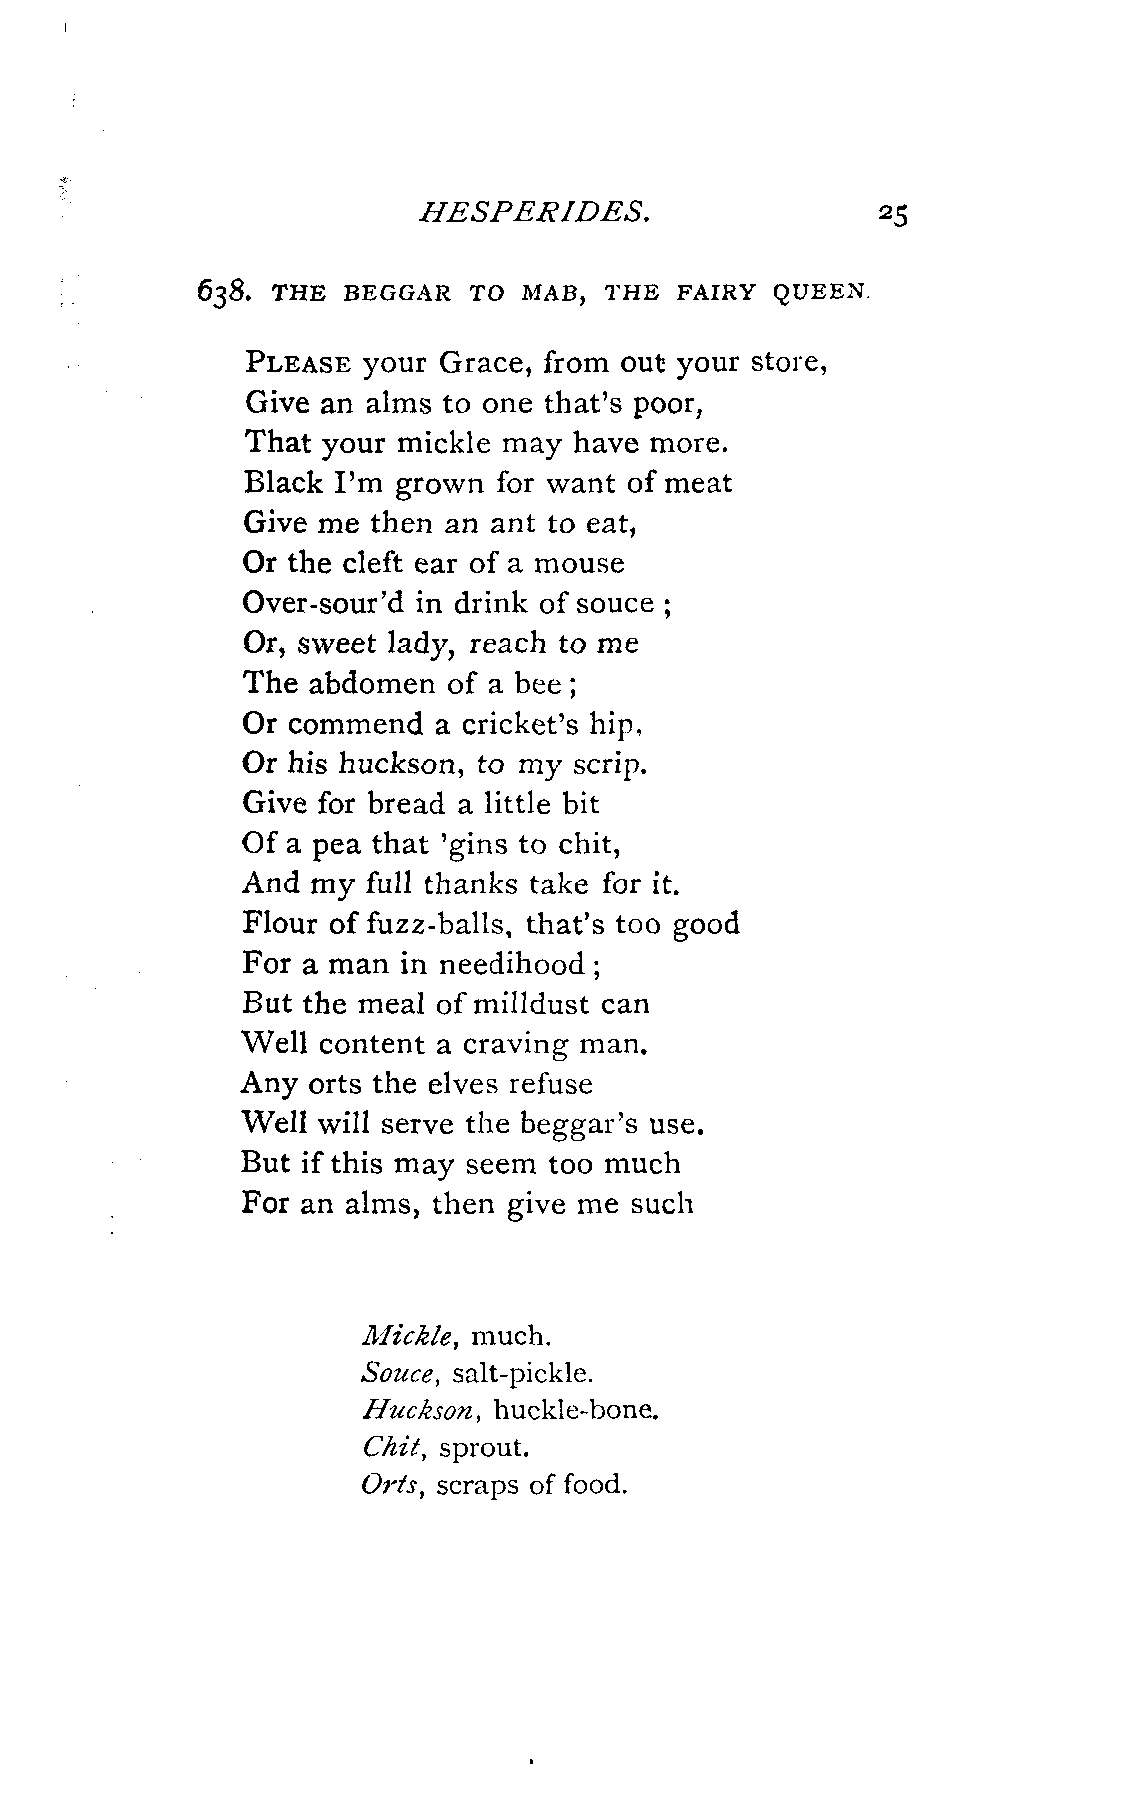 HESPERIDES. 25
638. THE BEGGAR TO MAB, THE FAIRY QUEEN.
PLEASE your Grace, from out your store,
Give an alms to one that's poor,
That your mickle may have more.
Black I'm grown for want of meat
Give me then an ant to eat,
Or the cleft ear of a mouse
Over-sour'd in drink of souce ;
Or, sweet lady, reach to me
The abdomen of a bee ;
Or commend a cricket's hip,
Or his huckson, to my scrip.
Give for bread a little bit
Of a pea that 'gins to chit,
And my full thanks take for it.
Flour of fuzz-balls, that's too good
For a man in needihood ;
But the meal of milldust can
Well content a craving man.
Any orts the elves refuse
Well will serve the beggar's use.
But if this may seem too much
For an alms, then give me such
Mickle, much.
Souce, salt-pickle.
Huckson, huckle-bone.
Chit, sprout.
Orts, scraps of food.